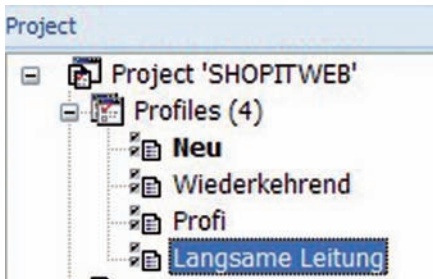 Project
Project 'SHOPITWEB'
Profiles (4)
Neu
Wiederkehrend
Profi
Langsame Leitung